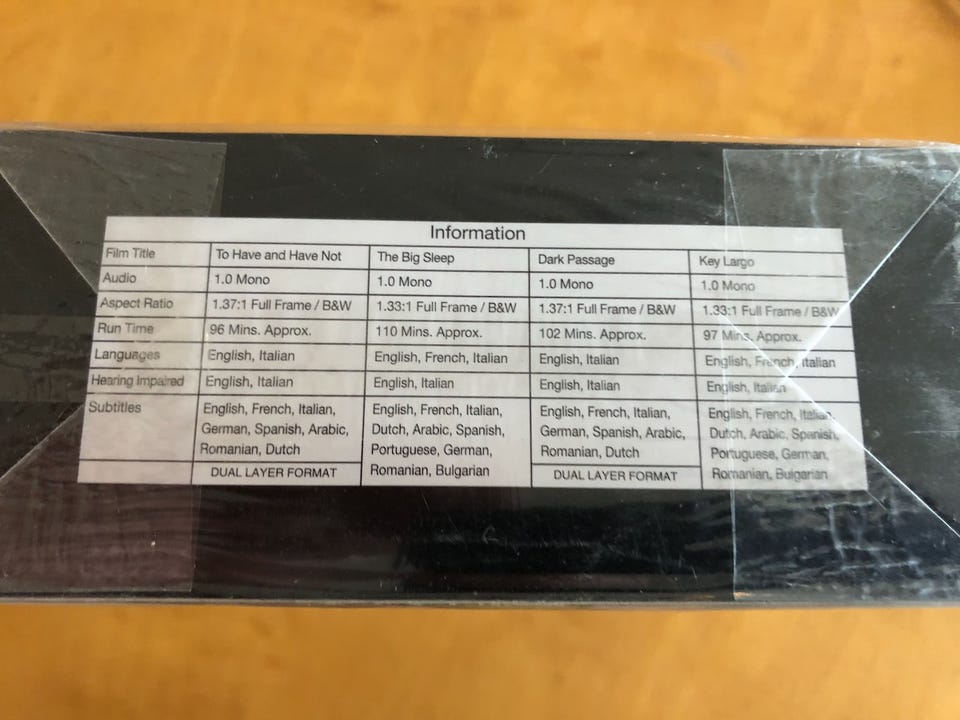 Information
Film Title To Have and Have Not The Big Sleep Dark Passage Key Largo
Audio 1.0 Mono 1.0 Mono 1.0 Mono 1.0 Mono
Aspect Ratio 1.37:1 Full Frame / B&W 1.33:1 Full Frame / B&W 1.37:1 Full Frame / B&W 1.33:1 Full Frame / B&W
Run Time 96 Mins. Approx. 110 Mins. Approx. 102 Mins. Approx. 97 Mins. Approx.
Languages English, Italian English, French, Italian English, Italian English, French, Italian
Hearing Impaired English, Italian English, Italian English, Italian English, Italian
Subtitles English, French, Italian, English, French, Italian, English, French, Italian, English, French, Italian,
German, Spanish, Arabic, Dutch, Arabic, Spanish, German, Spanish, Arabic, Dutch, Arabic, Spanish,
Romanian, Dutch Portuguese, German, Romanian, Dutch Portuguese, German,
DUAL LAYER FORMAT Romanian, Bulgarian DUAL LAYER FORMAT Romanian, Bulgarian